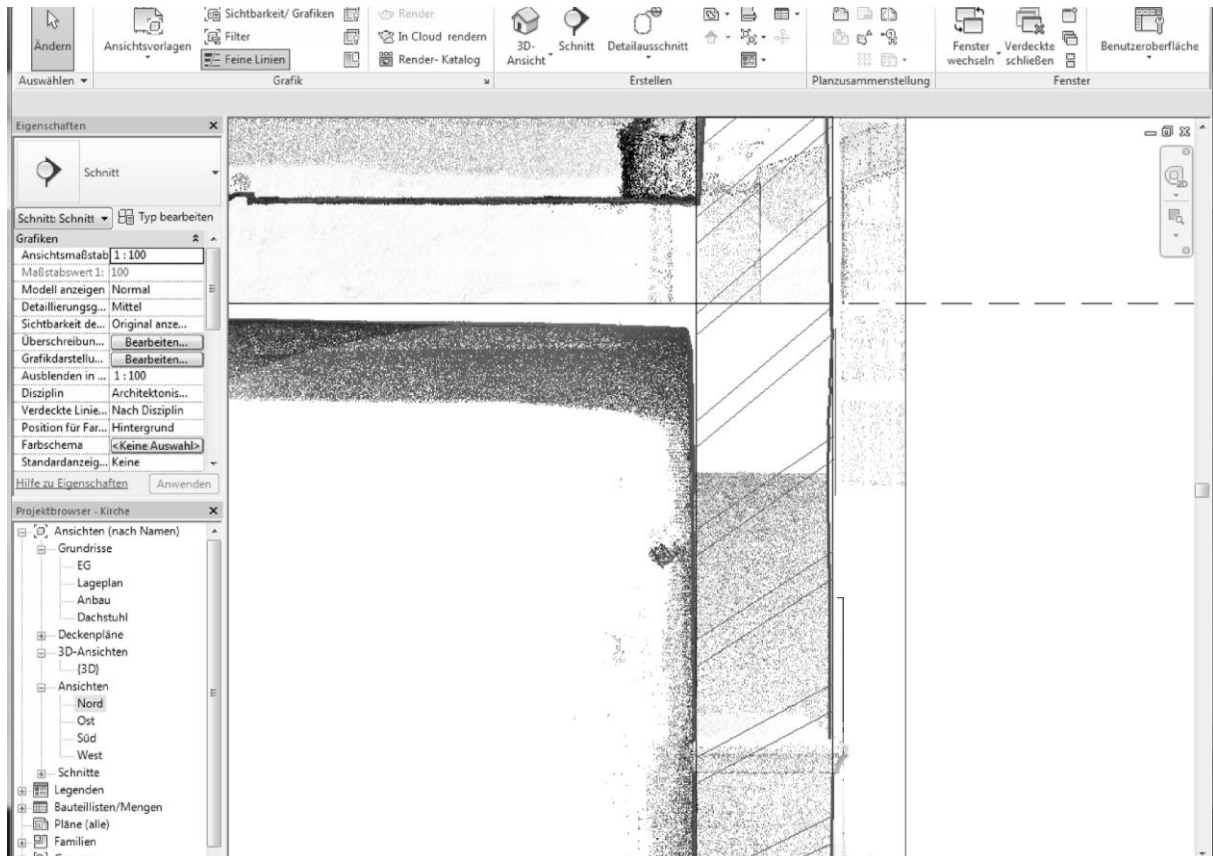 Sichtbarkeit/ Grafiken
Render
Filter
In Cloud rendern
Ändern
Ansichtsvorlagen
3D-
Ansicht
Schnitt
Detailausschnitt
Fenster
wechseln
Verdeckte
schließen
Benutzeroberfläche
Feine Linien
Render- Katalog
Auswählen
Grafik
Erstellen
Planzusammenstellung
Fenster
Eigenschaften
Schnitt
2D
Schnitt: Schnitt
Typ bearbeiten
Grafiken
Ansichtsmaßstab 1 : 100
Maßstabswert 1: 100
Modell anzeigen Normal
Detaillierungsg... Mittel
Sichtbarkeit de... Original anze...
Überschreibun... Bearbeiten...
Grafikdarstellu... Bearbeiten...
Ausblenden in ... 1 : 100
Disziplin Architektonis...
Verdeckte Linie... Nach Disziplin
Position für Far... Hintergrund
Farbschema <Keine Auswahl>
Standardanzeig... Keine
Hilfe zu Eigenschaften Anwenden
Projektbrowser - Kirche
Ansichten (nach Namen)
Grundrisse
EG
Lageplan
Anbau
Dachstuhl
Deckenpläne
3D-Ansichten
{3D}
Ansichten
Nord
Ost
Süd
West
Schnitte
Legenden
Bauteillisten/Mengen
Pläne (alle)
Familien